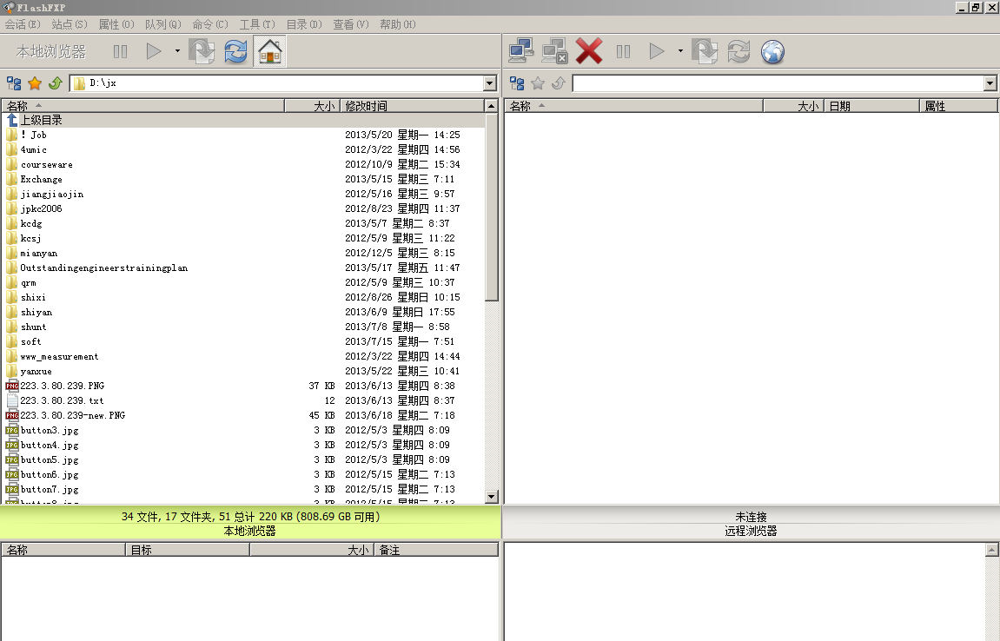 FlashFXP
会话(E) 站点(S) 属性(O) 队列(Q) 命令(C) 工具(T) 目录(D) 查看(V) 帮助(H)
本地浏览器
D:\jx
名称 大小 修改时间
名称 大小 日期 属性
上级目录
! Job 2013/5/20 星期一 14:25
4umic 2012/3/22 星期四 14:56
courseware 2012/10/9 星期二 15:34
Exchange 2013/5/15 星期三 7:11
jiangjiaojin 2012/5/16 星期三 9:57
jpkc2006 2012/8/23 星期四 11:37
kcdg 2013/5/7 星期二 8:37
kcsj 2012/5/9 星期三 11:22
mianyan 2012/12/5 星期三 8:15
Outstandingengineerstrainingplan 2013/5/17 星期五 11:47
qrm 2012/5/9 星期三 10:37
shixi 2012/8/26 星期日 10:15
shiyan 2013/6/9 星期日 17:55
shunt 2013/7/8 星期一 8:58
soft 2013/7/15 星期一 7:51
www_measurement 2012/3/22 星期四 14:44
yanxue 2013/5/22 星期三 10:41
223.3.80.239.PNG 37 KB 2013/6/13 星期四 8:38
223.3.80.239.txt 12 2013/6/13 星期四 8:37
223.3.80.239-new.PNG 45 KB 2013/6/18 星期二 7:18
button3.jpg 3 KB 2012/5/3 星期四 8:09
button4.jpg 3 KB 2012/5/3 星期四 8:09
button5.jpg 3 KB 2012/5/3 星期四 8:09
button6.jpg 3 KB 2012/5/15 星期二 7:13
button7.jpg 3 KB 2012/5/15 星期二 7:13
button8.jpg 3 KB 2012/5/15 星期二 7:13
34 文件, 17 文件夹, 51 总计 220 KB (808.69 GB 可用)
本地浏览器
未连接
远程浏览器
名称 目标 大小 备注